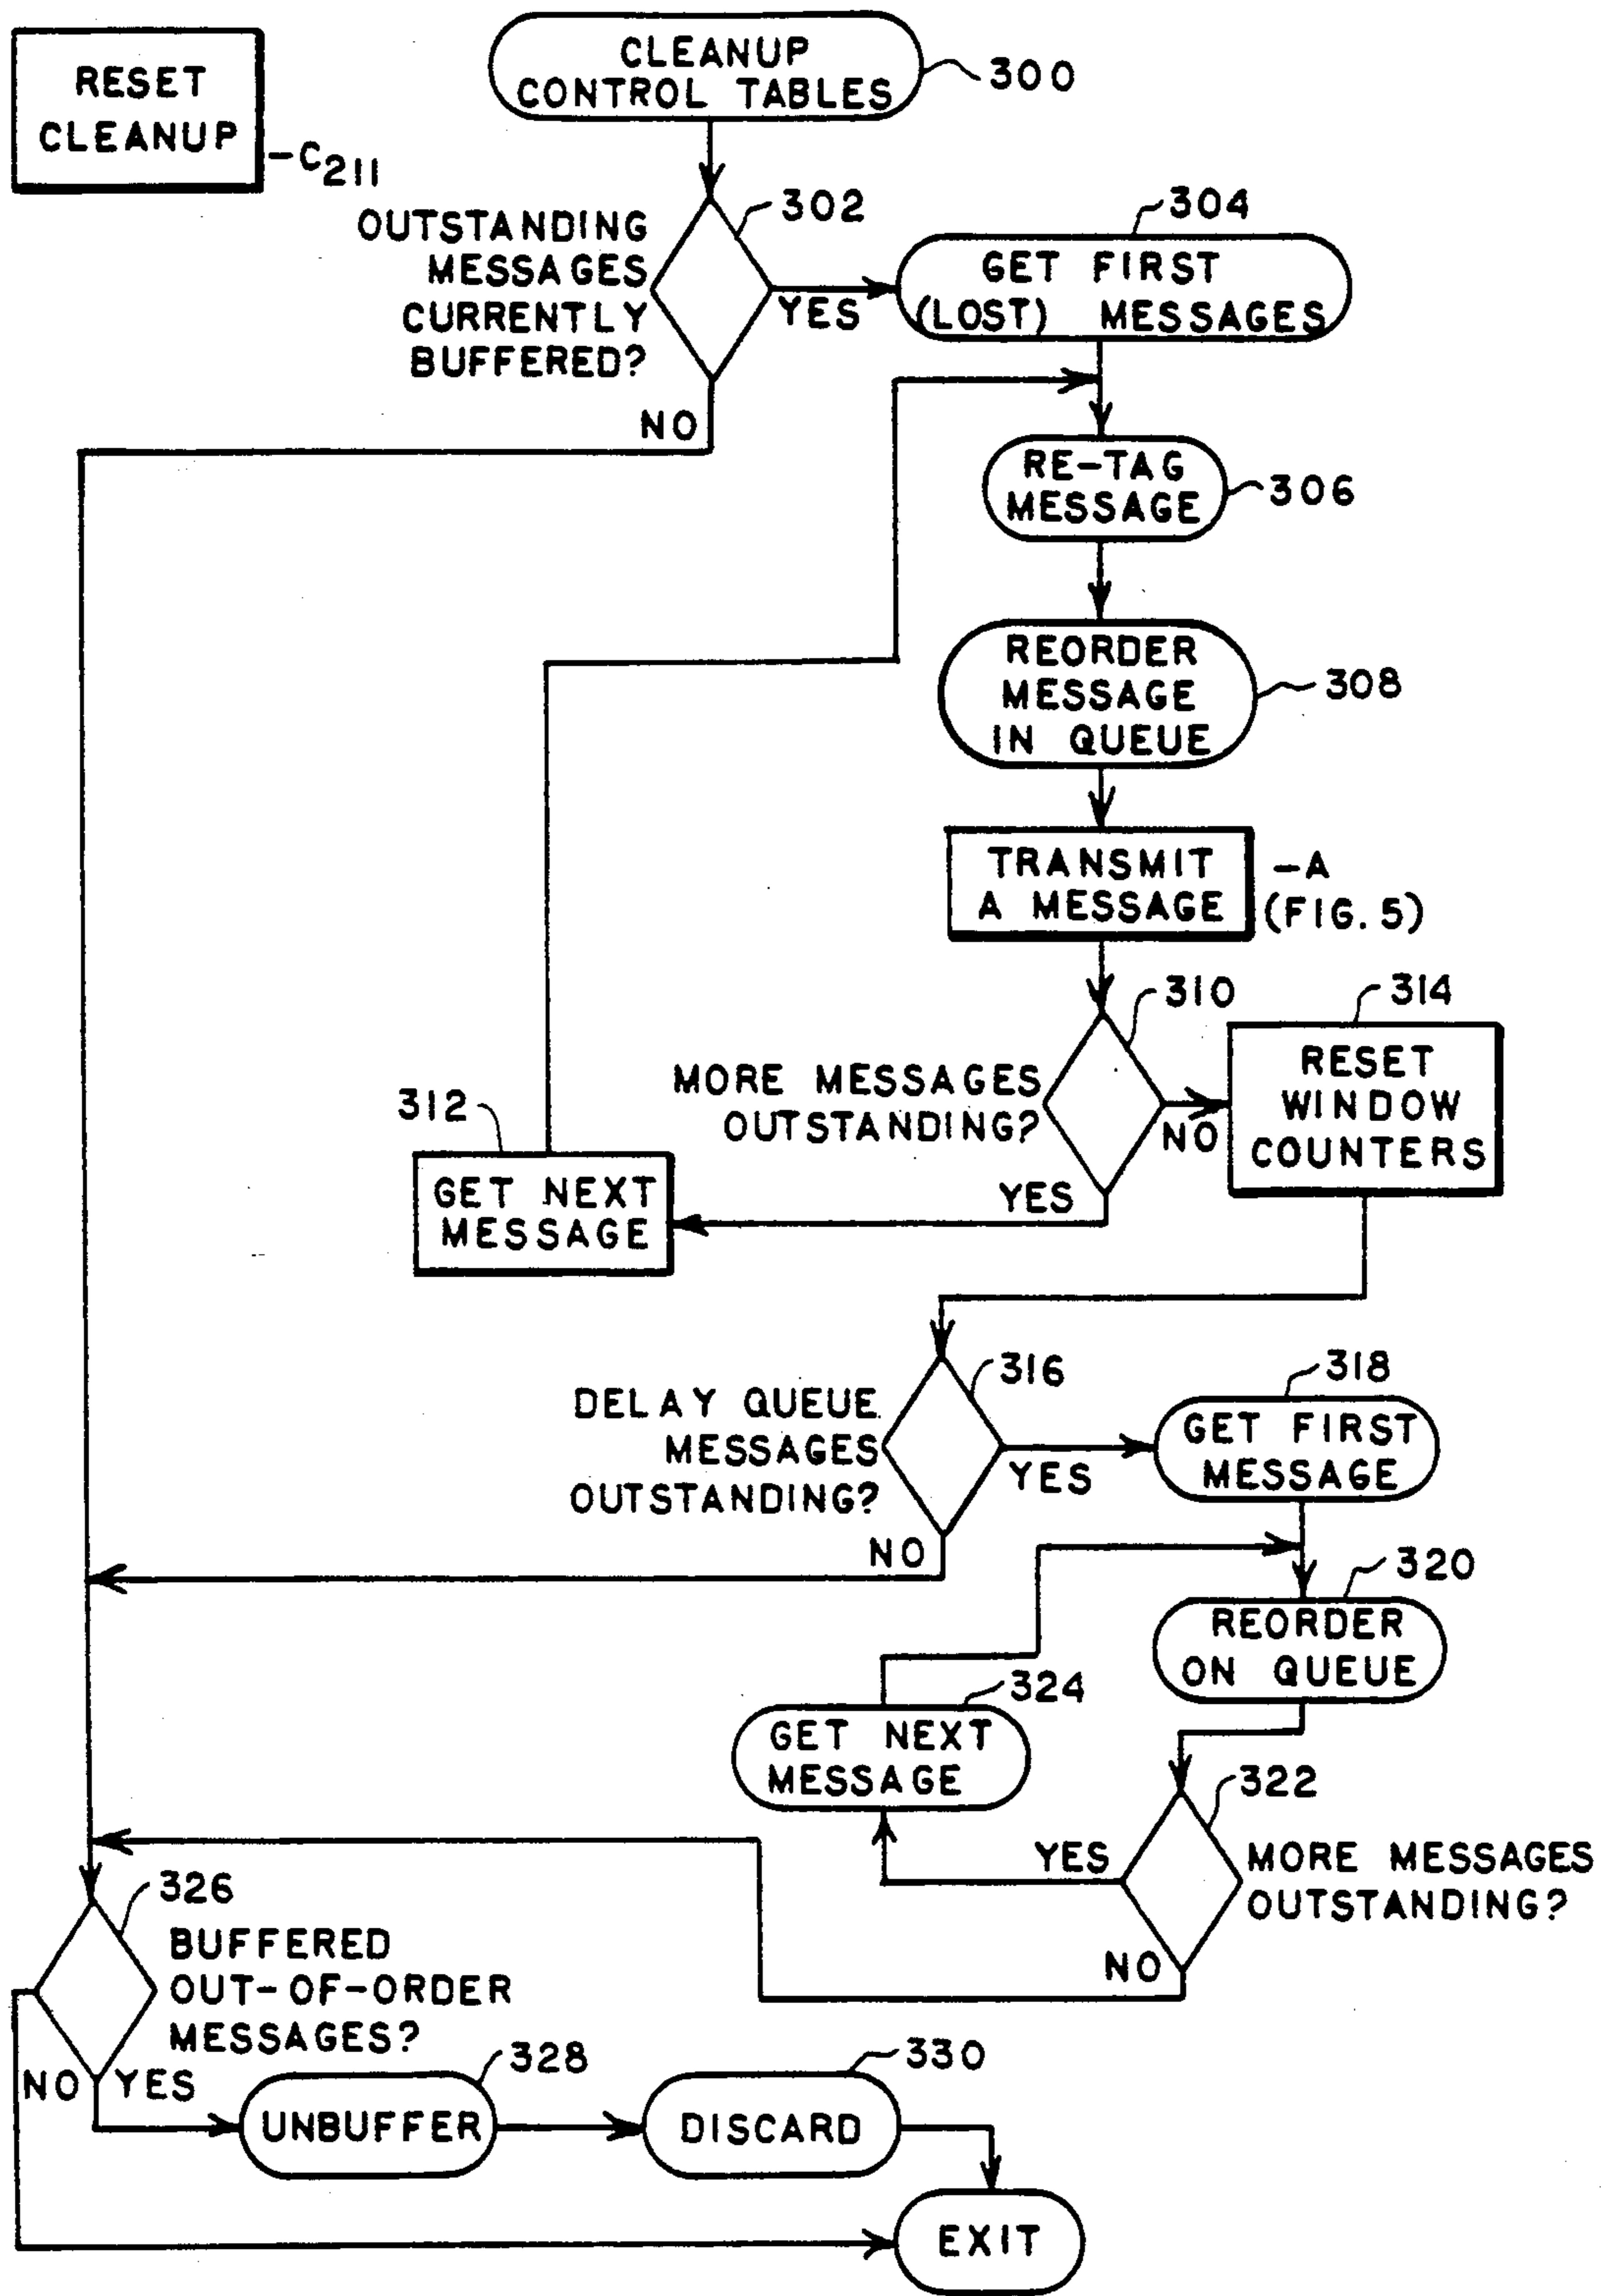 RESET
CLEANUP
-C211
CLEANUP
CONTROL TABLES
300
OUTSTANDING
MESSAGES
CURRENTLY
BUFFERED?
302
YES
NO
304
GET FIRST
(LOST) MESSAGES
RE-TAG
MESSAGE
306
REORDER
MESSAGE
IN QUEUE
308
TRANSMIT
A MESSAGE
-A
(FIG. 5)
310
MORE MESSAGES
OUTSTANDING?
NO
YES
314
RESET
WINDOW
COUNTERS
312
GET NEXT
MESSAGE
316
DELAY QUEUE
MESSAGES
OUTSTANDING?
YES
NO
318
GET FIRST
MESSAGE
320
REORDER
ON QUEUE
324
GET NEXT
MESSAGE
322
YES
MORE MESSAGES
OUTSTANDING?
NO
326
BUFFERED
OUT-OF-ORDER
MESSAGES?
NO
YES
328
UNBUFFER
330
DISCARD
EXIT